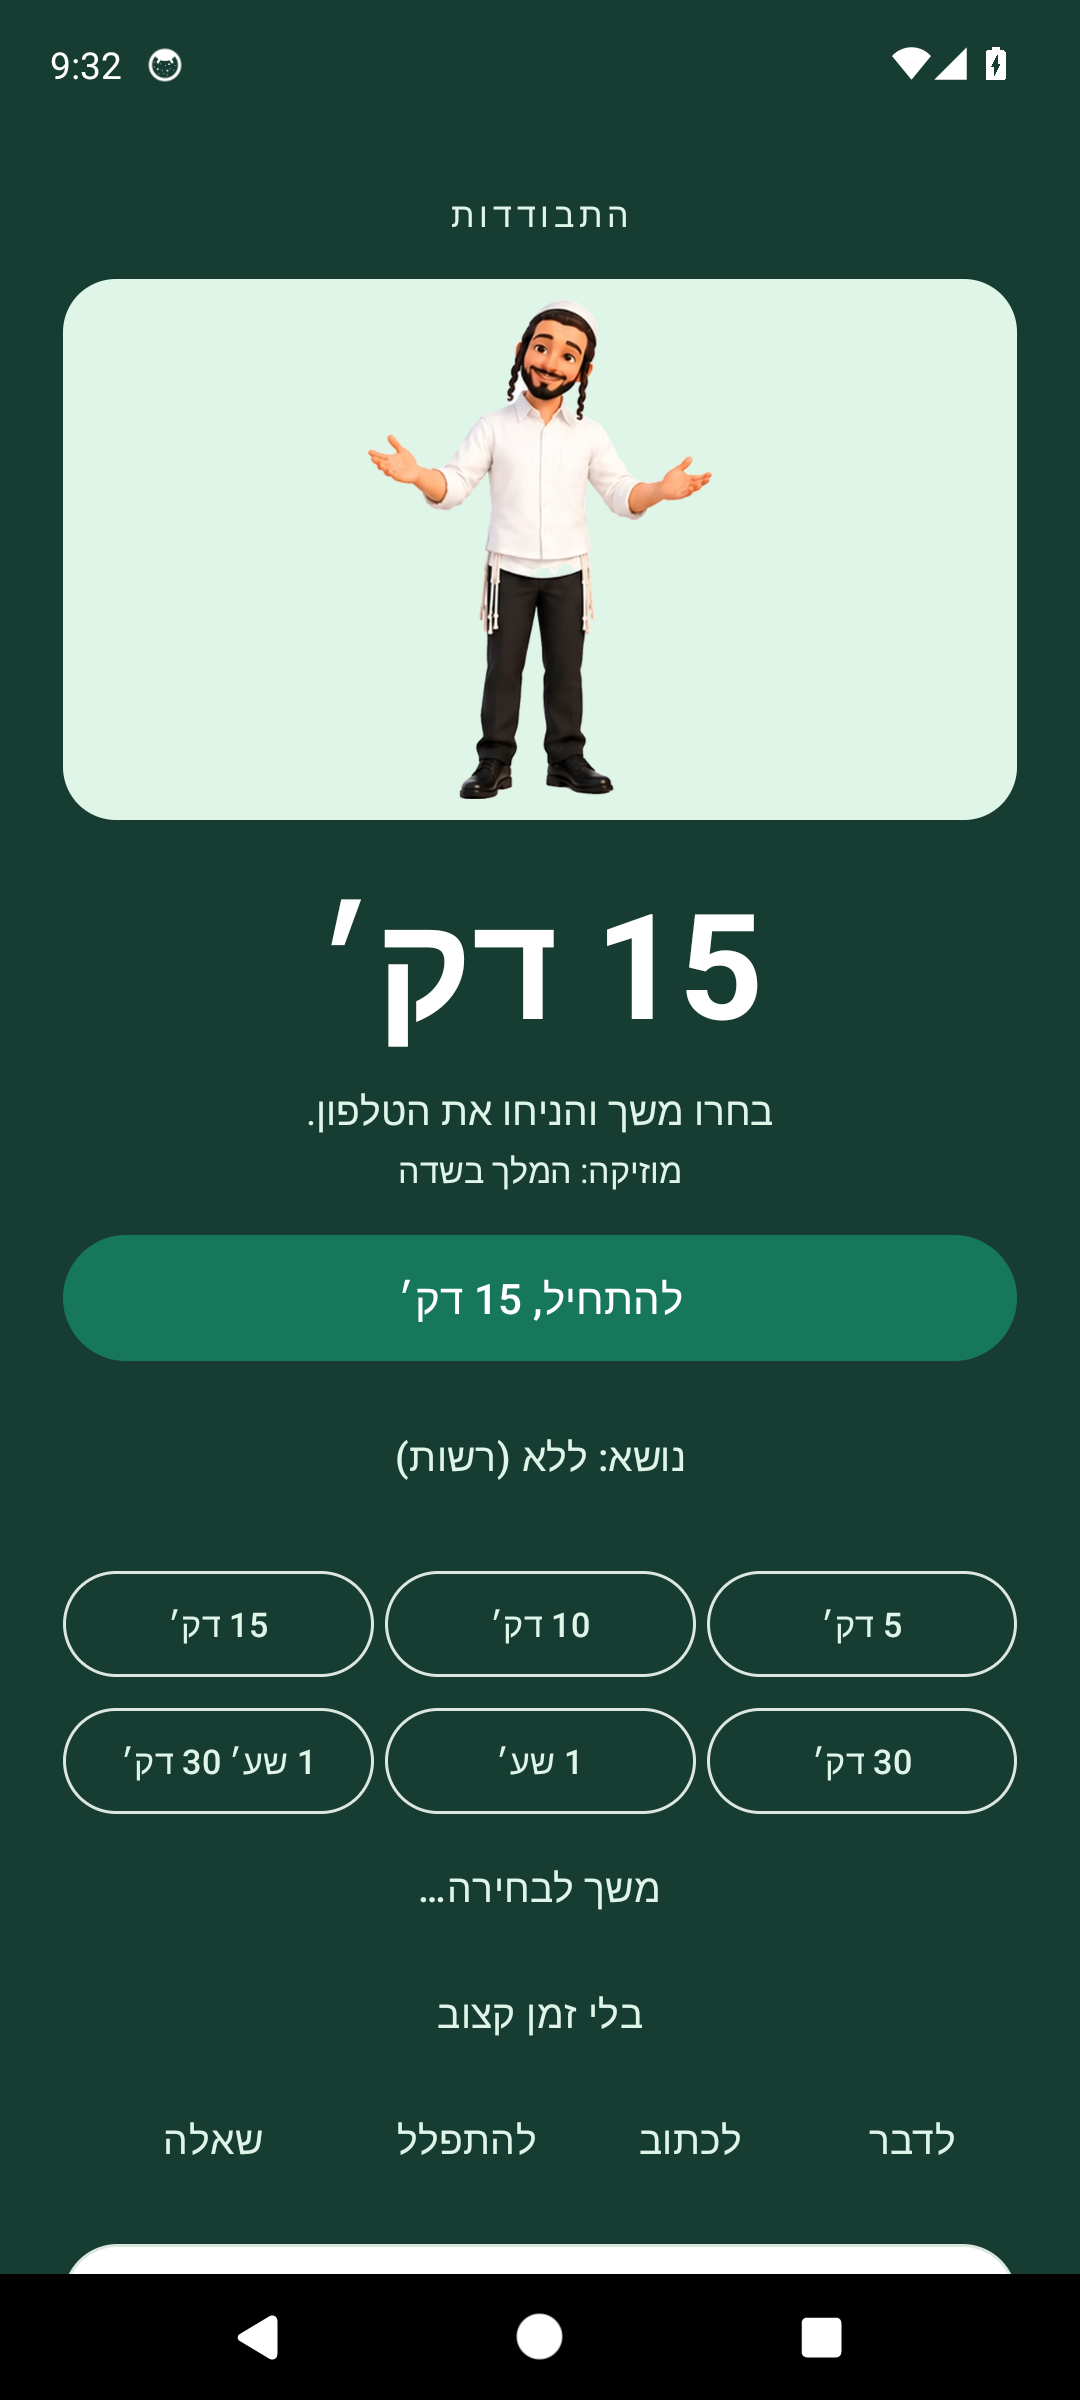 9:32
התבודדות
15 דק׳
בחרו משך והניחו את הטלפון.
מוזיקה: המלך בשדה
להתחיל, 15 דק׳
נושא: ללא (רשות)
5 דק׳
10 דק׳
15 דק׳
30 דק׳
1 שע׳
1 שע׳ 30 דק׳
משך לבחירה...
בלי זמן קצוב
לדבר
לכתוב
להתפלל
שאלה